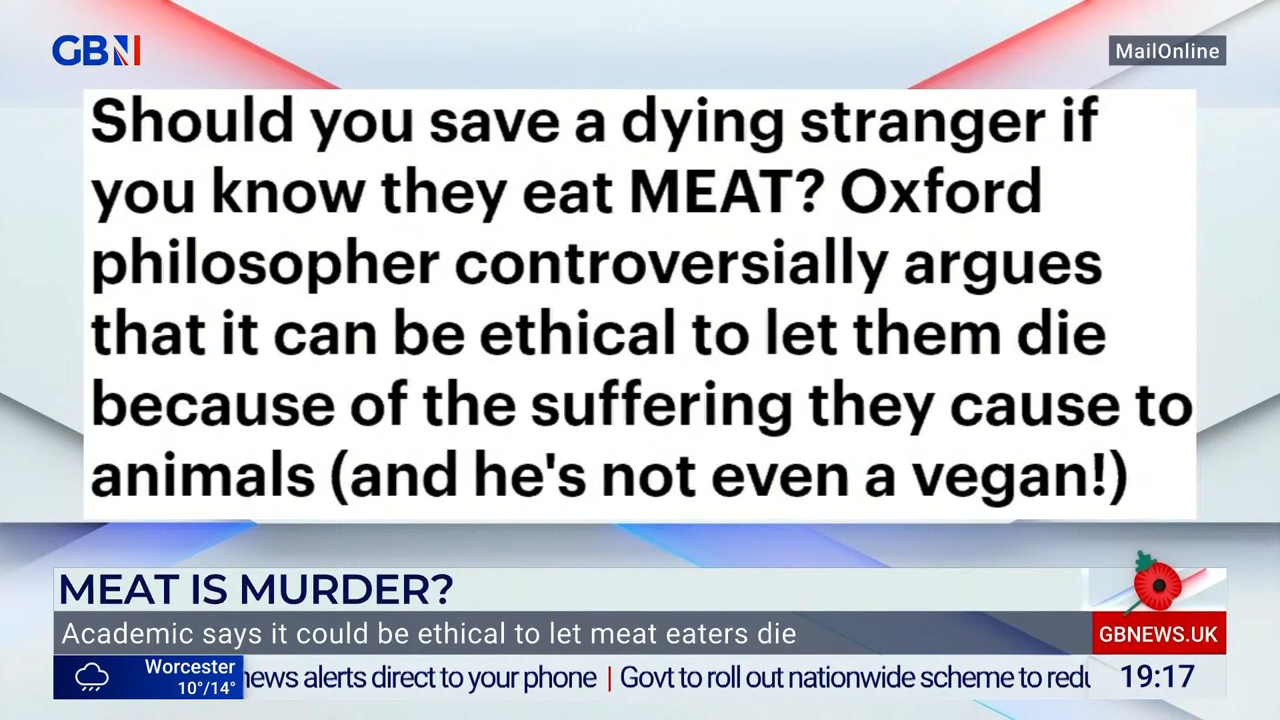 GBN
MailOnline
Should you save a dying stranger if
you know they eat MEAT? Oxford
philosopher controversially argues
that it can be ethical to let them die
because of the suffering they cause to
animals (and he's not even a vegan!)
MEAT IS MURDER?
Academic says it could be ethical to let meat eaters die
GBNEWS.UK
Worcester
10°/14°
news alerts direct to your phone | Govt to roll out nationwide scheme to
19:17